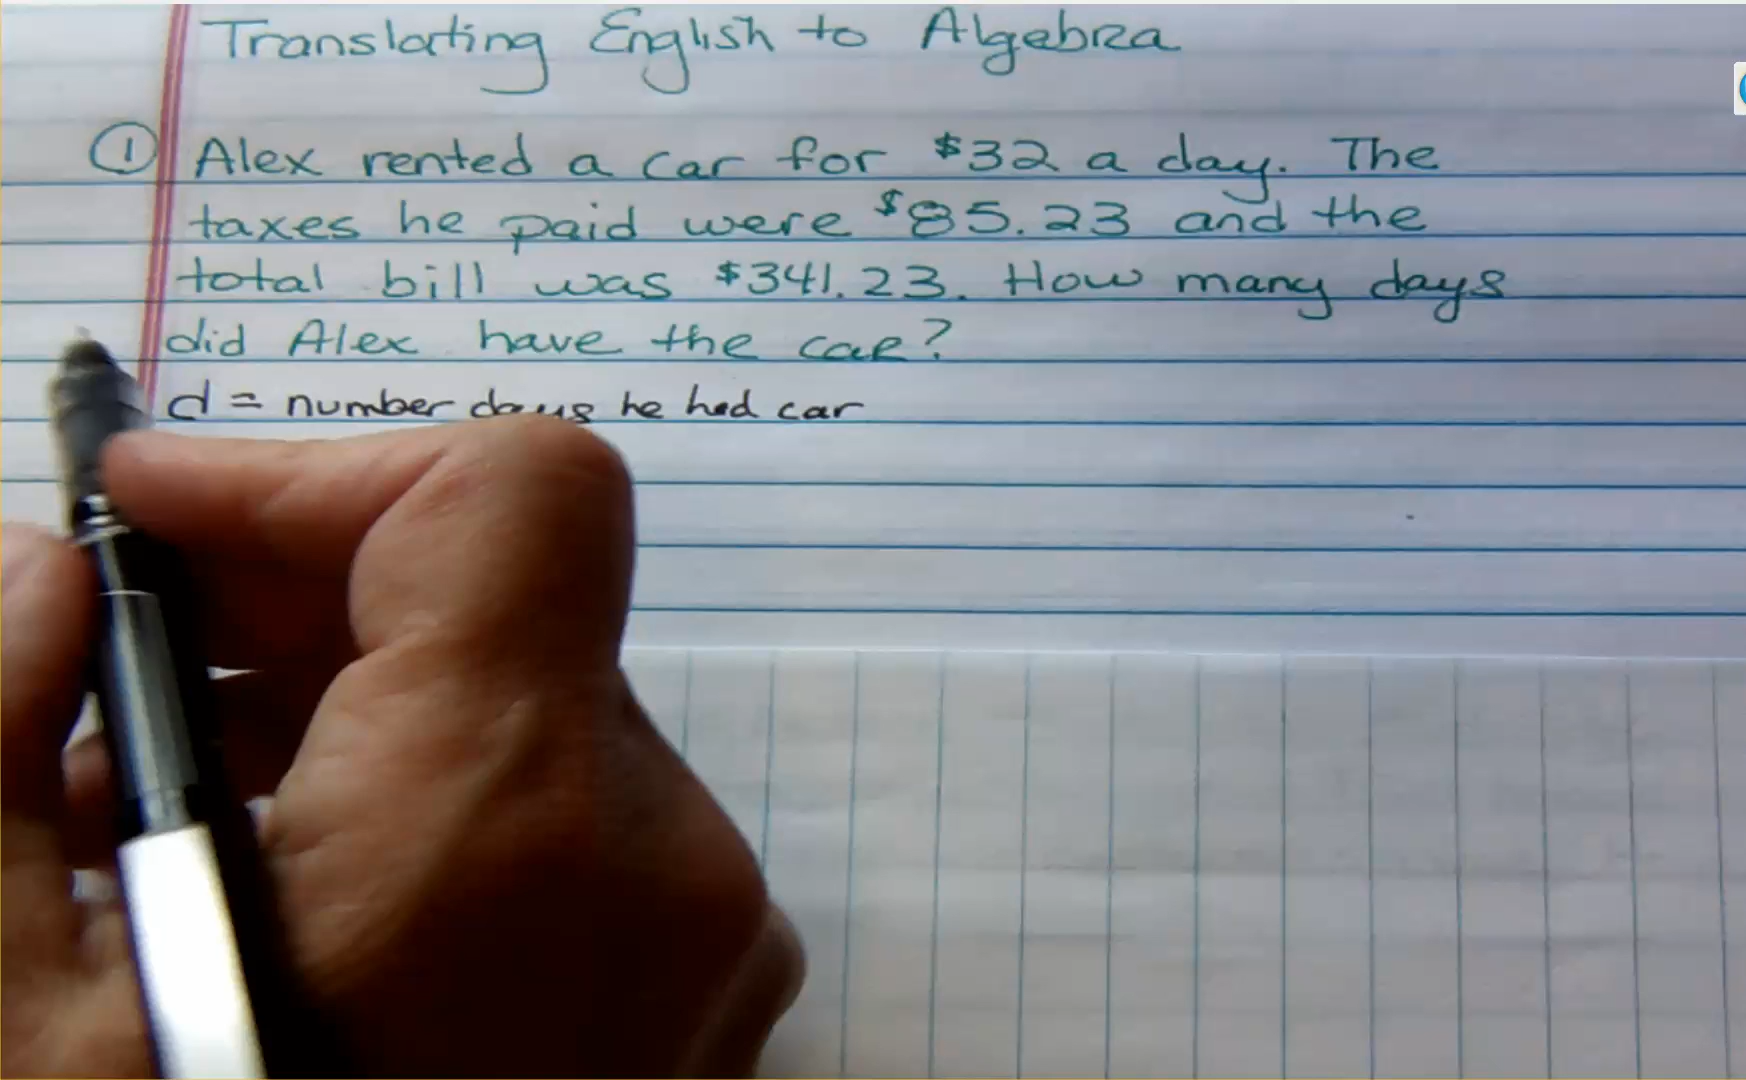 Translating English to Algebra
① Alex rented a car for $32 a day. The
taxes he paid were $85.23 and the
total bill was $341.23. How many days
did Alex have the car?
d = number days he had car